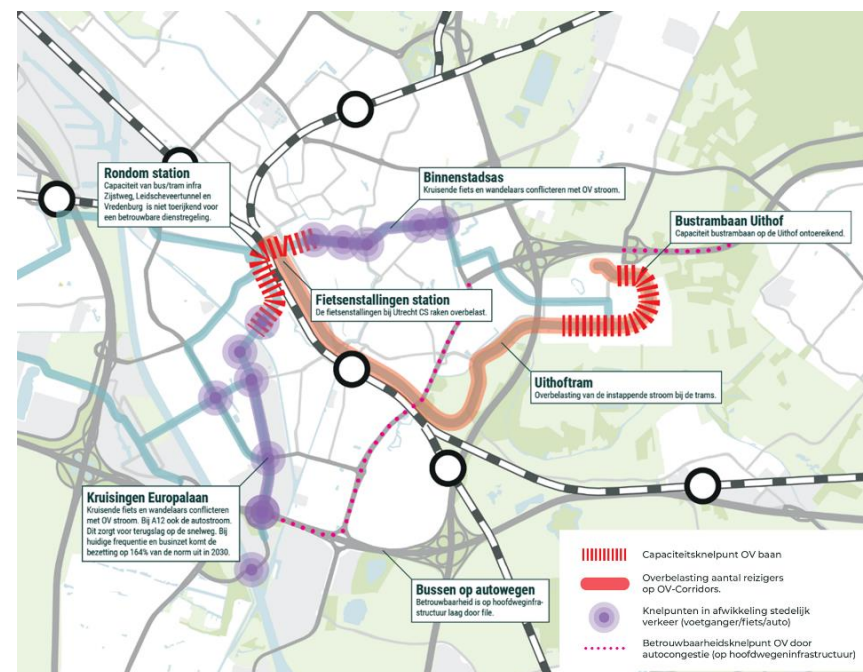 Rondom station
Capaciteit van bus/tram infra
Zijstweg, Leidscheveertunnel en
Vredenburg is niet toerijkend voor
een betrouwbare dienstregeling.
Binnenstadsas
Kruisende fiets en wandelaars conflicteren met OV stroom.
Bustrambaan Uithof
Capaciteit bustrambaan op de Uithof ontoereikend.
Fietsenstallingen station
De fietsenstallingen bij Utrecht CS raken overbelast.
Uithoftram
Overbelasting van de instappende stroom bij de trams.
Kruisingen Europalaan
Kruisende fiets en wandelaars conflicteren
met OV stroom. Bij A12 ook de autostroom.
Dit zorgt voor terugslag op de snelweg. Bij
huidige frequentie en businzet komt de
bezetting op 164% van de norm uit in 2030.
Bussen op autowegen
Betrouwbaarheid is op hoofdweginfra-
structuur laag door file.
Capaciteitsknelpunt OV baan
Overbelasting aantal reizigers
op OV-Corridors.
Knelpunten in afwikkeling stedelijk
verkeer (voetganger/fiets/auto)
Betrouwbaarheidsknelpunt OV door
autocongestie (op hoofdwegeninfrastructuur)